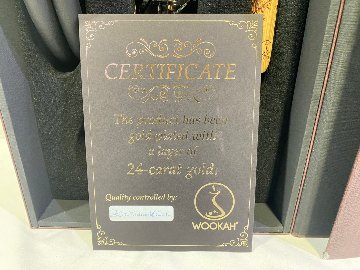 CERTIFICATE
The product has been
gold plated with
a layer of
24-carat gold.
Quality controlled by:
WOOKAH